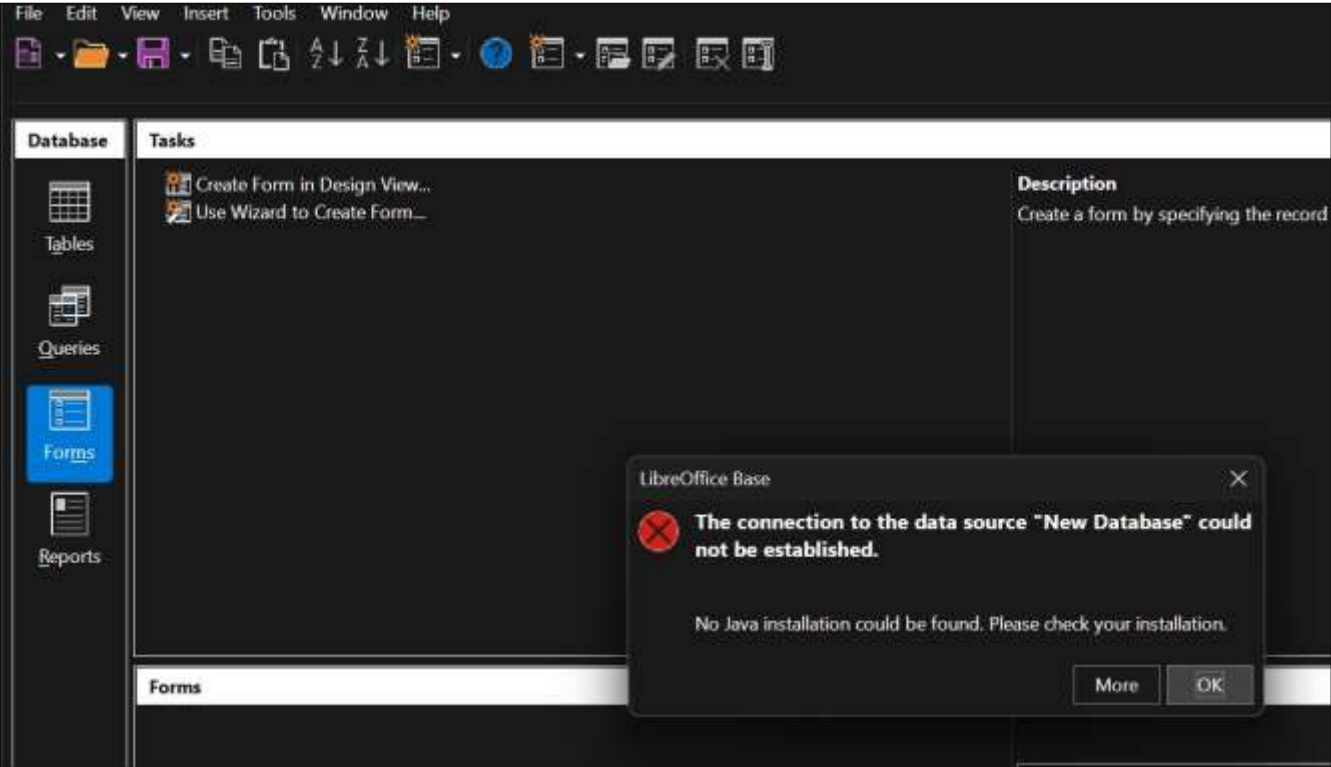 File Edit View Insert Tools Window Help
Database
Tasks
Create Form in Design View...
Use Wizard to Create Form...
Description
Create a form by specifying the record
Tables
Queries
Forms
Reports
LibreOffice Base
The connection to the data source "New Database" could
not be established.
No Java installation could be found. Please check your installation.
More OK
Forms